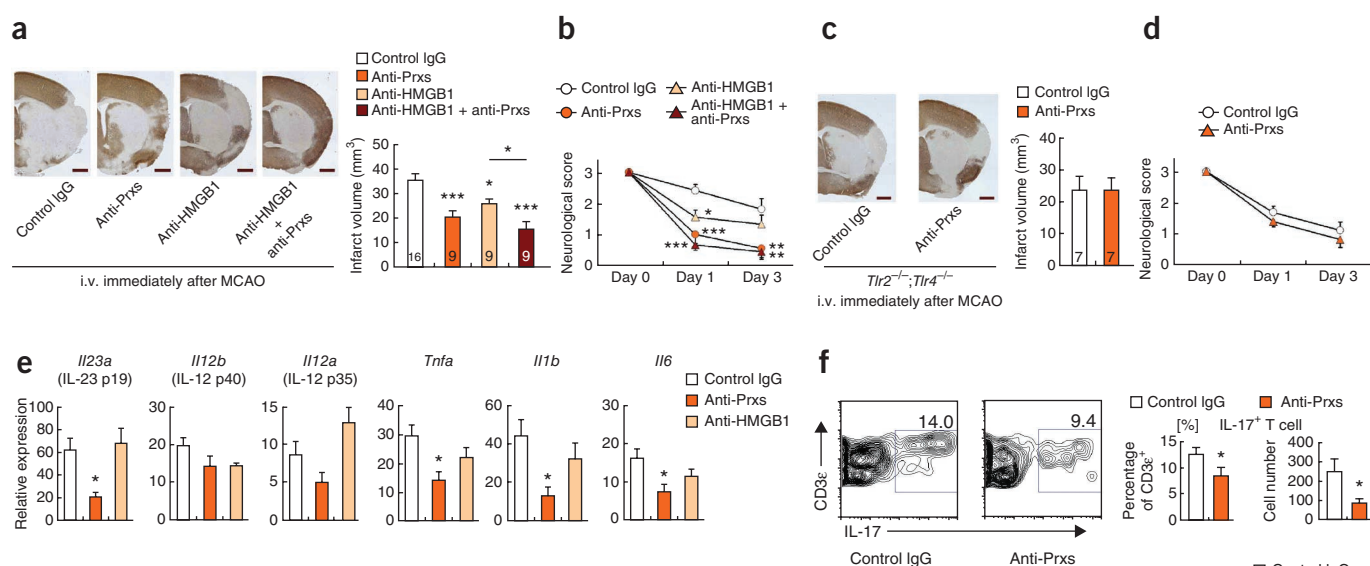 a
Control IgG
Anti-Prxs
Anti-HMGB1
Anti-HMGB1
+
anti-Prxs
i.v. immediately after MCAO
Control IgG
Anti-Prxs
Anti-HMGB1
Anti-HMGB1 + anti-Prxs
Infarct volume (mm³)
50
40
30
20
10
0
***
*
*
***
16
9
9
9
b
Control IgG
Anti-HMGB1
Anti-Prxs
Anti-HMGB1 +
anti-Prxs
Neurological score
3
2
1
0
*
***
***
**
**
Day 0
Day 1
Day 3
c
Control IgG
Anti-Prxs
Tlr2⁻/⁻;Tlr4⁻/⁻
i.v. immediately after MCAO
Control IgG
Anti-Prxs
Infarct volume (mm³)
50
40
30
20
10
0
7
7
d
Control IgG
Anti-Prxs
Neurological score
3
2
1
0
Day 0
Day 1
Day 3
e
Relative expression
Il23a
(IL-23 p19)
100
80
60
40
20
0
*
Il12b
(IL-12 p40)
30
20
10
0
Il12a
(IL-12 p35)
15
10
5
0
Tnfa
40
30
20
10
0
*
Il1b
60
40
20
0
*
Il6
30
20
10
0
*
Control IgG
Anti-Prxs
Anti-HMGB1
f
CD3ε
14.0
9.4
IL-17
Control IgG
Anti-Prxs
Control IgG
Anti-Prxs
[%]
IL-17⁺ T cell
Percentage
of CD3ε⁺
15
10
5
0
*
Cell number
400
300
200
100
0
*